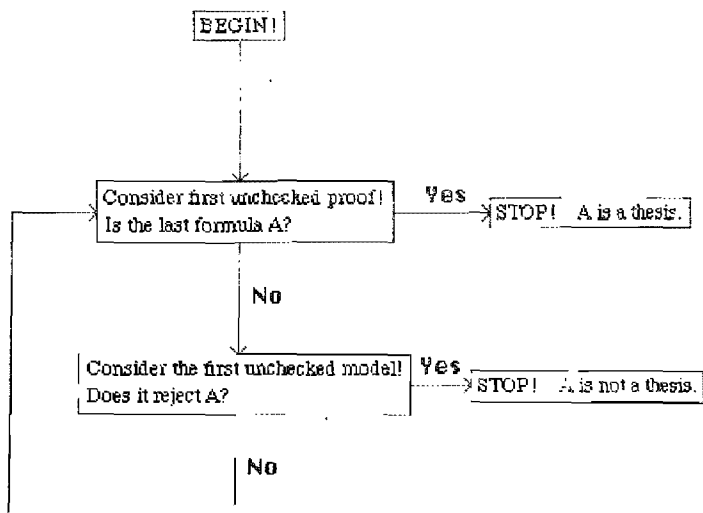 BEGIN!
Consider first unchecked proof!
Is the last formula A?
Yes
STOP! A is a thesis.
No
Consider the first unchecked model!
Does it reject A?
Yes
STOP! A is not a thesis.
No